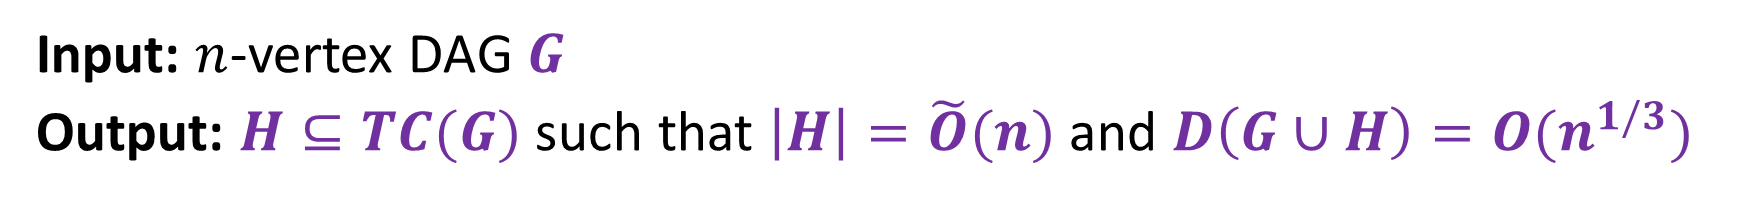 Input: n-vertex DAG G
Output: H ⊆ TC(G) such that |H| = Õ(n) and D(G ∪ H) = O(n^{1/3})